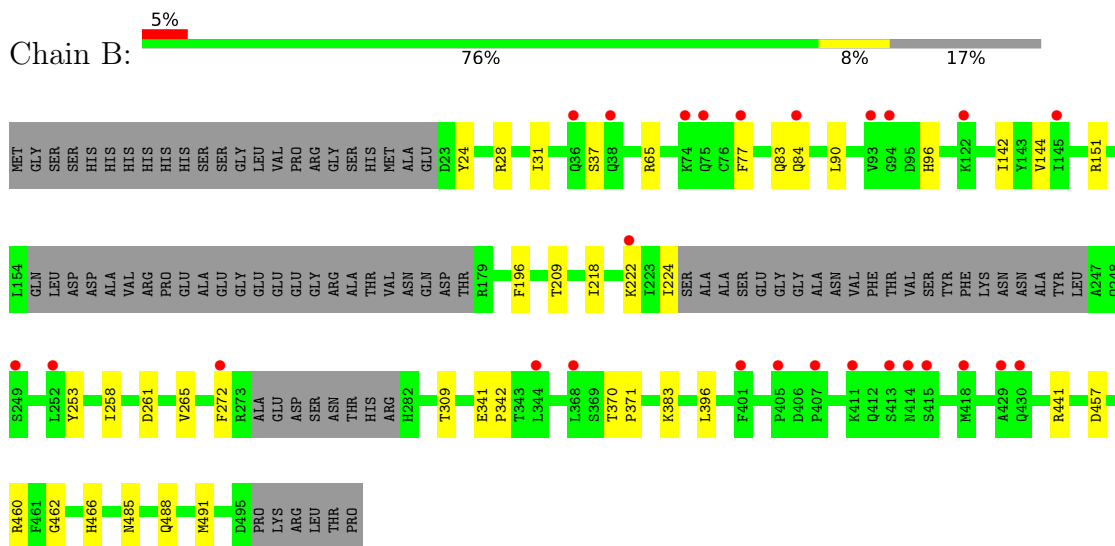 5%
Chain B:
76% 8% 17%
MET GLY SER SER HIS HIS HIS HIS HIS HIS SER SER GLY LEU VAL PRO ARG GLY SER HIS MET ALA GLU D23 Y24 R28 I31 Q36 S37 Q38 R65 K74 Q75 C76 F77 Q83 Q84 L90 V93 G94 D95 H96 K122 I142 Y143 V144 I145 R151
L154 GLN LEU ASP ASP ALA VAL ARG PRO GLU ALA GLU GLY GLU GLU GLU GLY ARG ALA THR VAL ASN GLN ASP THR R179 F196 T209 I218 K222 I223 I224 SER ALA ALA SER GLU GLY GLY ALA ASN VAL PHE THR VAL SER TYR PHE LYS ASN ASN ALA TYR LEU A247 P248
S249 L252 Y253 I258 D261 V265 F272 R273 ALA GLU ASP SER ASN THR HIS ARG H282 T309 E341 P342 T343 L344 L368 S369 T370 P371 K383 L396 F401 P405 D406 P407 K411 Q412 S413 N414 S415 M418 A429 Q430 R441 D457
R460 F461 G462 H466 N485 Q488 M491 D495 PRO LYS ARG LEU THR PRO